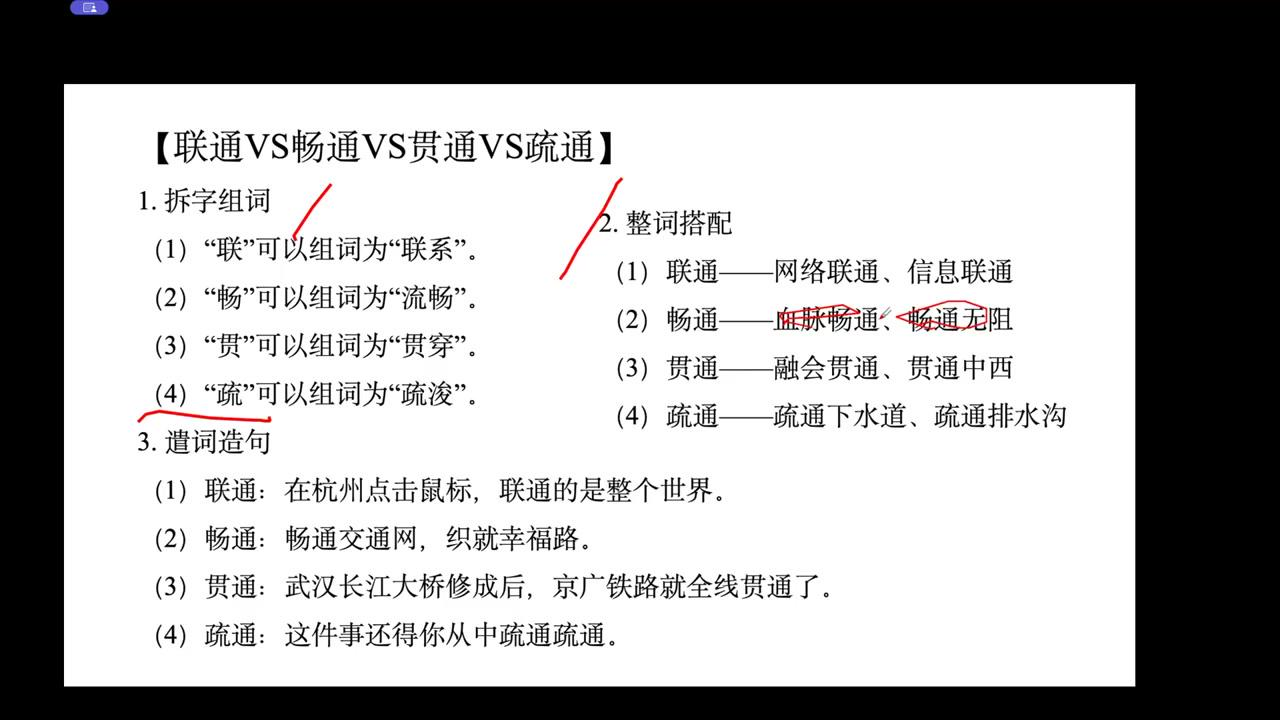 【联通VS畅通VS贯通VS疏通】
1. 拆字组词
（1）“联”可以组词为“联系”。
（2）“畅”可以组词为“流畅”。
（3）“贯”可以组词为“贯穿”。
（4）“疏”可以组词为“疏浚”。
2. 整词搭配
（1）联通——网络联通、信息联通
（2）畅通——血脉畅通、畅通无阻
（3）贯通——融会贯通、贯通中西
（4）疏通——疏通下水道、疏通排水沟
3. 遣词造句
（1）联通：在杭州点击鼠标，联通的是整个世界。
（2）畅通：畅通交通网，织就幸福路。
（3）贯通：武汉长江大桥修成后，京广铁路就全线贯通了。
（4）疏通：这件事还得你从中疏通疏通。